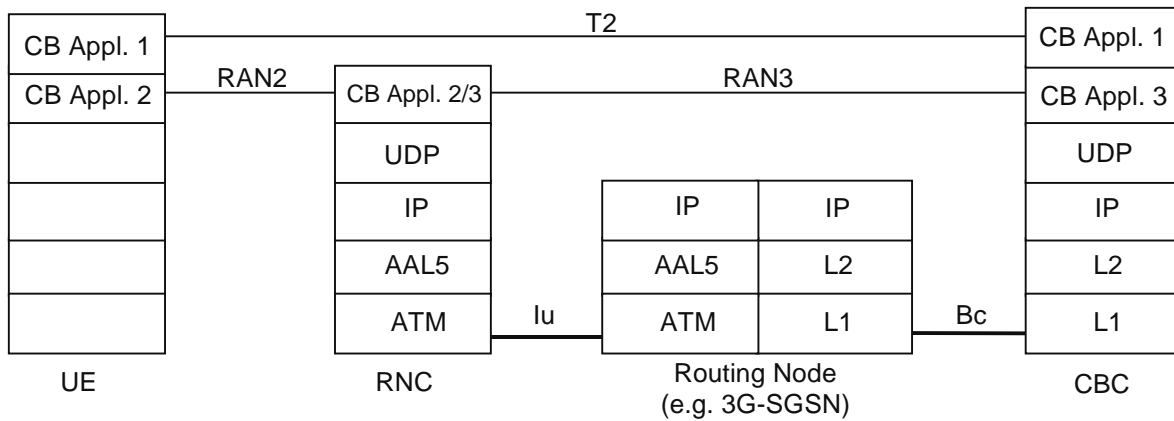 T2
CB Appl. 1
CB Appl. 1
RAN2
RAN3
CB Appl. 2
CB Appl. 2/3
CB Appl. 3
UDP
UDP
IP
IP
IP
IP
AAL5
AAL5
L2
L2
Iu
Bc
ATM
ATM
L1
L1
UE
RNC
Routing Node
(e.g. 3G-SGSN)
CBC